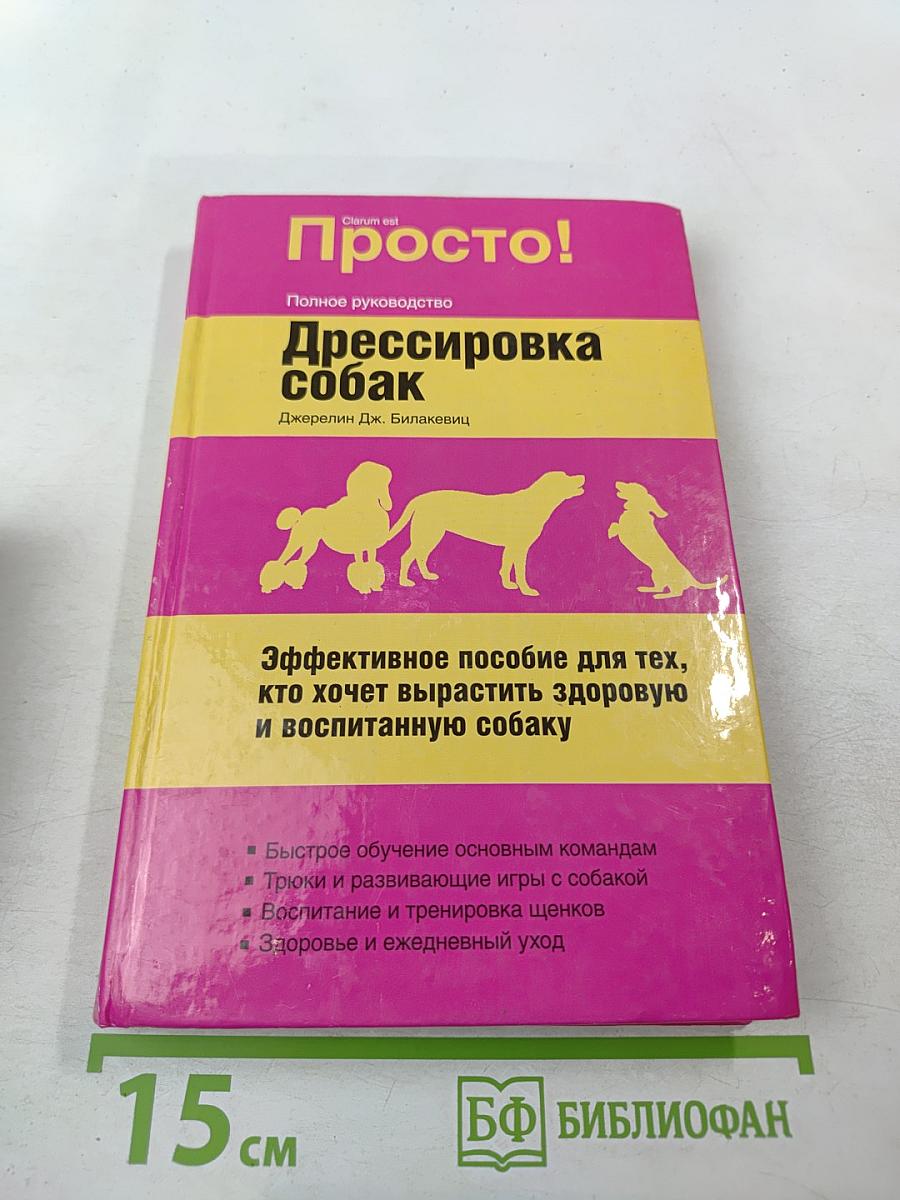 Clarum est
Просто!
Полное руководство
Дрессировка
собак
Джерелин Дж. Билакевиц
Эффективное пособие для тех,
кто хочет вырастить здоровую
и воспитанную собаку
▪ Быстрое обучение основным командам
▪ Трюки и развивающие игры с собакой
▪ Воспитание и тренировка щенков
▪ Здоровье и ежедневный уход
15 см
БФ БИБЛИОФАН